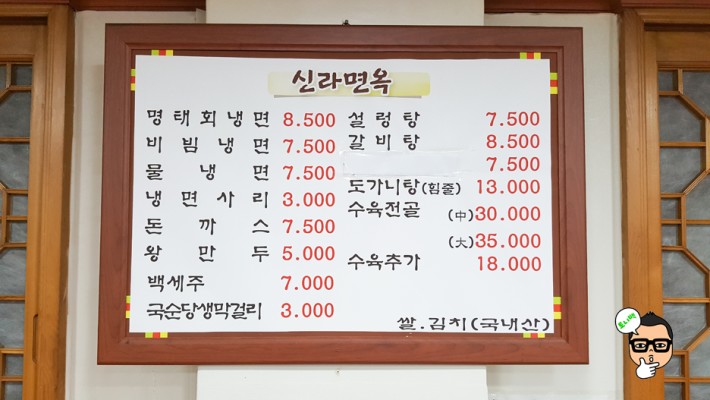 신라면옥
명태회냉면 8.500
비빔냉면 7.500
물냉면 7.500
냉면사리 3.000
돈까스 7.500
왕만두 5.000
백세주 7.000
국순당생막걸리 3.000
설렁탕 7.500
갈비탕 8.500
7.500
도가니탕(힘줄) 13.000
수육전골 (中)30.000
(大)35.000
수육추가 18.000
쌀.김치(국내산)